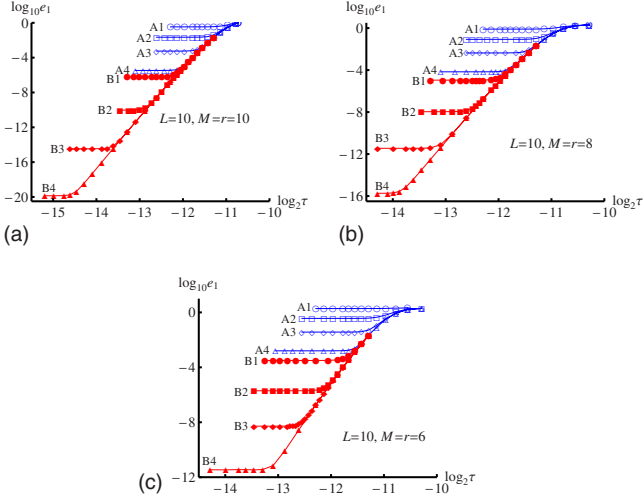 log₁₀e₁
0
−4
−8
−12
−16
−20
A1
A2
A3
A4
B1
B2
B3
B4
L=10, M=r=10
−15 −14 −13 −12 −11 −10
log₂τ
(a)
log₁₀e₁
0
−4
−8
−12
−16
A1
A2
A3
A4
B1
B2
B3
B4
L=10, M=r=8
−14 −13 −12 −11 −10
log₂τ
(b)
log₁₀e₁
0
−4
−8
−12
A1
A2
A3
A4
B1
B2
B3
B4
L=10, M=r=6
−14 −13 −12 −11 −10
log₂τ
(c)